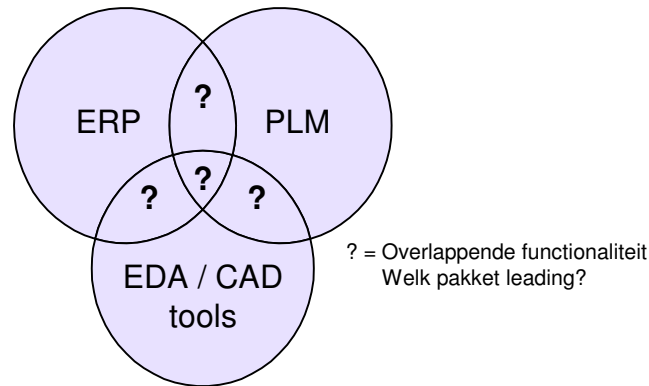 ?
ERP
PLM
?
?
?
EDA / CAD
tools
? = Overlappende functionaliteit
Welk pakket leading?